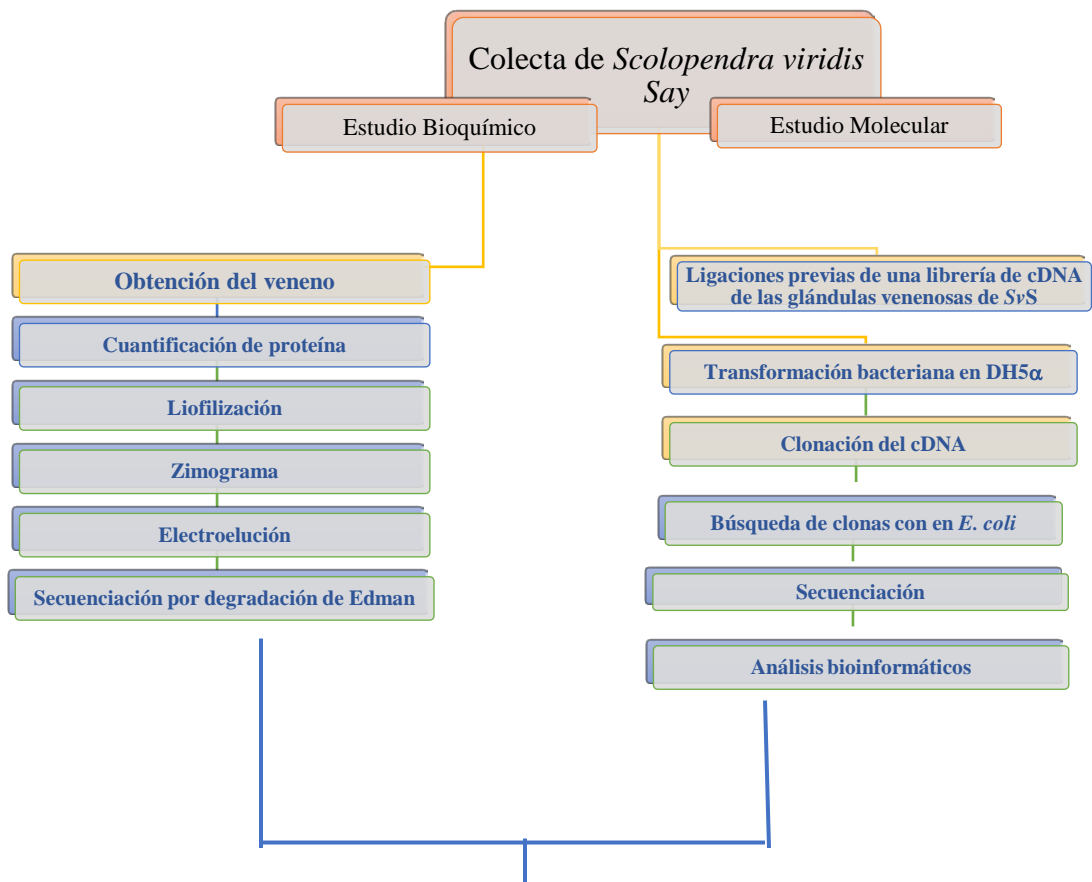 Colecta de Scolopendra viridis
Say
Estudio Bioquímico
Estudio Molecular
Obtención del veneno
Cuantificación de proteína
Liofilización
Zimograma
Electroelución
Secuenciación por degradación de Edman
Ligaciones previas de una librería de cDNA
de las glándulas venenosas de SvS
Transformación bacteriana en DH5α
Clonación del cDNA
Búsqueda de clonas con en E. coli
Secuenciación
Análisis bioinformáticos